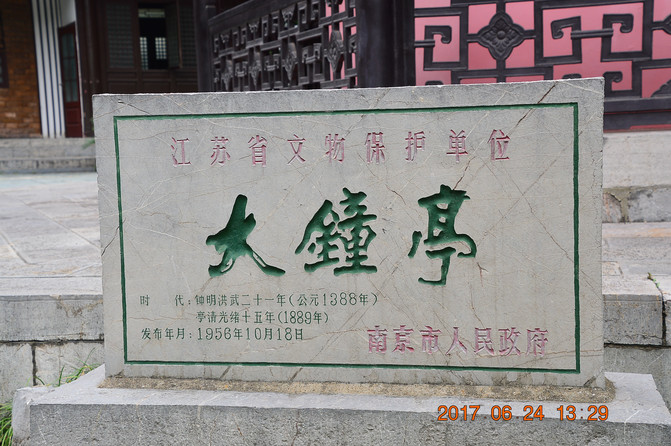 江苏省文物保护单位
大鐘亭
时 代:钟明洪武二十一年(公元1388年)
亭清光绪十五年(1889年)
发布年月:1956年10月18日
南京市人民政府
2017 06 24 13:29